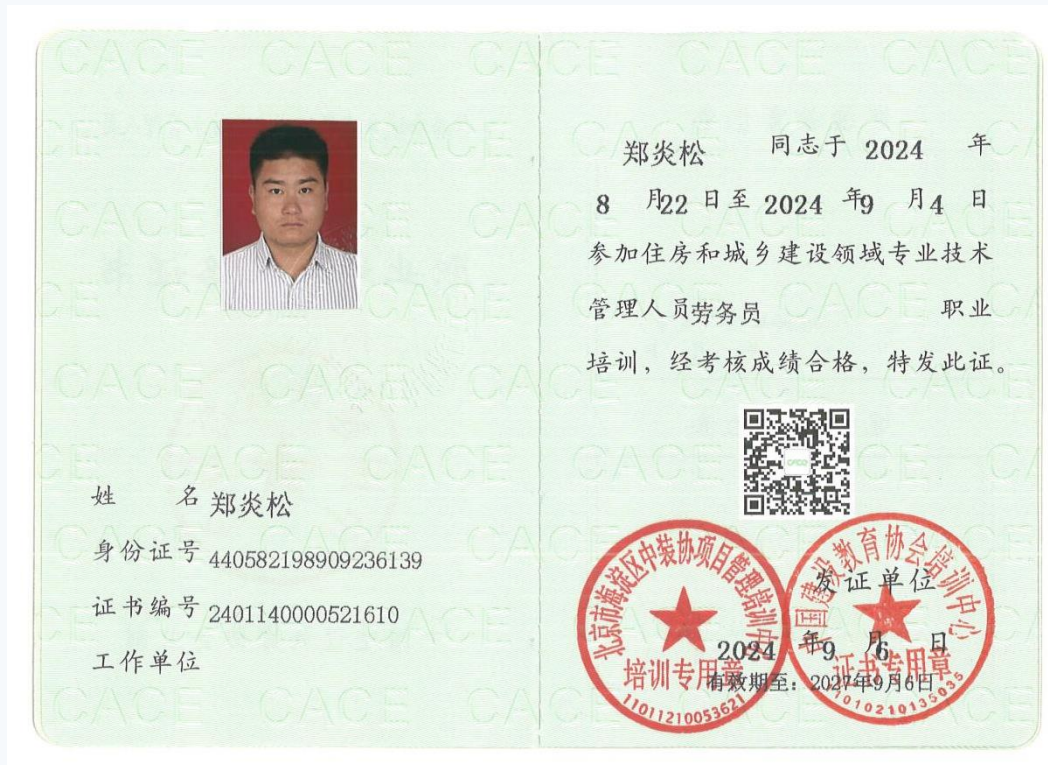 姓 名 郑炎松
身份证号 440582198909236139
证书编号 2401140000521610
工作单位
郑炎松 同志于 2024 年
8 月22 日至 2024 年9 月4 日
参加住房和城乡建设领域专业技术
管理人员劳务员 职业
培训，经考核成绩合格，特发此证。
北京市海淀区中装协项目管理培训中心
培训专用章
中国建设教育协会培训中心
证书专用章
发证单位
2024 年9 月6 日
有效期至：2027年9月6日
CACE